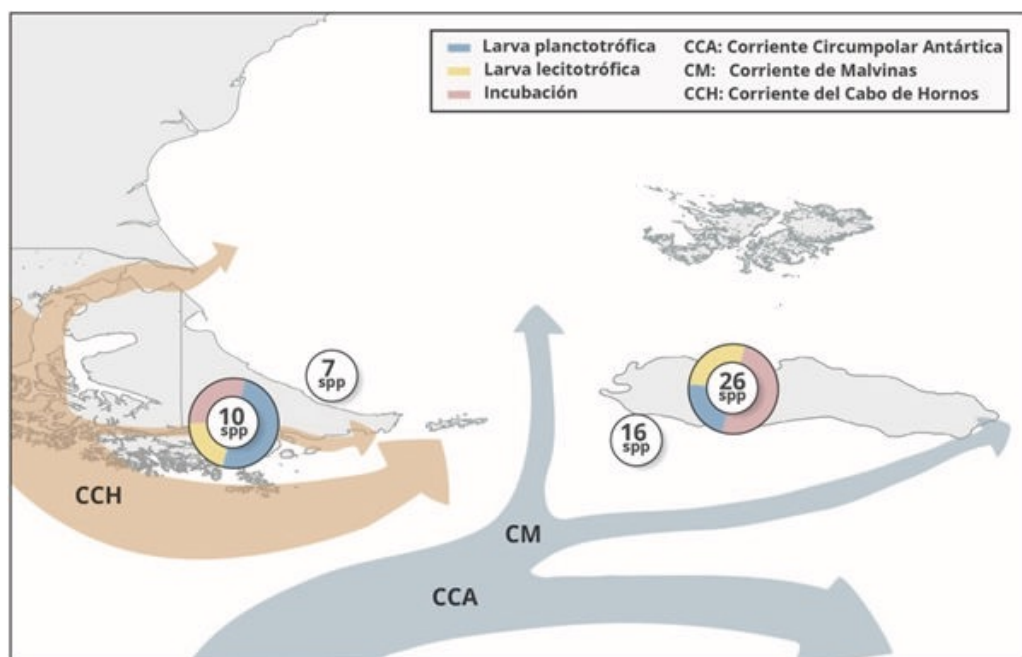 Larva planctotrófica
Larva lecitotrófica
Incubación
CCA: Corriente Circumpolar Antártica
CM: Corriente de Malvinas
CCH: Corriente del Cabo de Hornos
7
spp
10
spp
26
spp
16
spp
CCH
CM
CCA